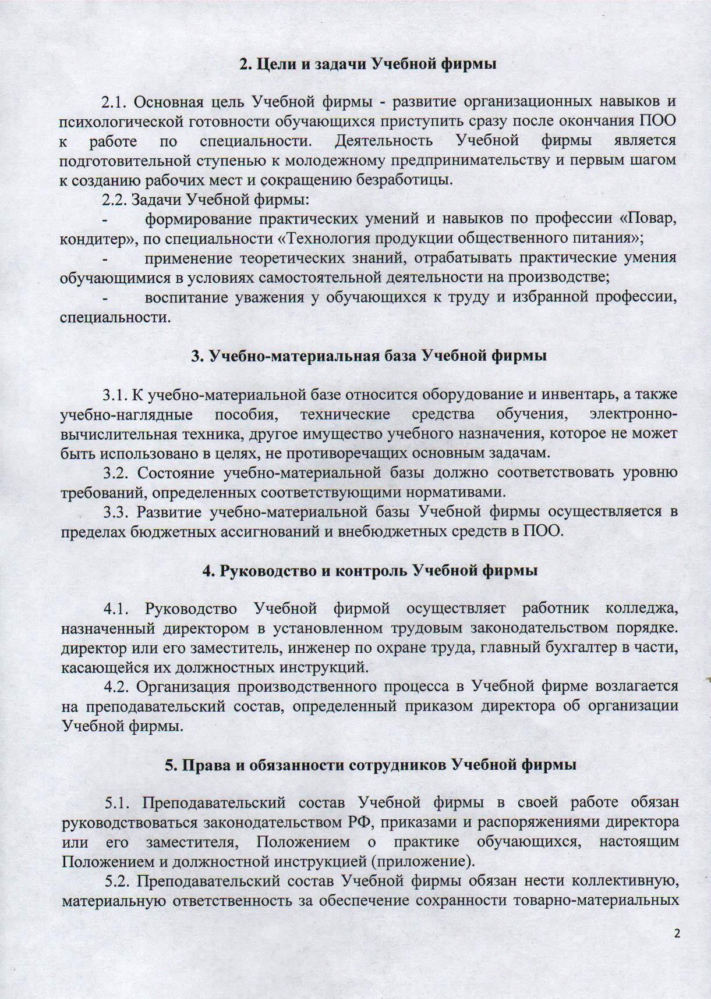 2. Цели и задачи Учебной фирмы
2.1. Основная цель Учебной фирмы - развитие организационных навыков и
психологической готовности обучающихся приступить сразу после окончания ПОО
к работе по специальности. Деятельность Учебной фирмы является
подготовительной ступенью к молодежному предпринимательству и первым шагом
к созданию рабочих мест и сокращению безработицы.
2.2. Задачи Учебной фирмы:
- формирование практических умений и навыков по профессии «Повар,
кондитер», по специальности «Технология продукции общественного питания»;
- применение теоретических знаний, отрабатывать практические умения
обучающимися в условиях самостоятельной деятельности на производстве;
- воспитание уважения у обучающихся к труду и избранной профессии,
специальности.
3. Учебно-материальная база Учебной фирмы
3.1. К учебно-материальной базе относится оборудование и инвентарь, а также
учебно-наглядные пособия, технические средства обучения, электронно-
вычислительная техника, другое имущество учебного назначения, которое не может
быть использовано в целях, не противоречащих основным задачам.
3.2. Состояние учебно-материальной базы должно соответствовать уровню
требований, определенных соответствующими нормативами.
3.3. Развитие учебно-материальной базы Учебной фирмы осуществляется в
пределах бюджетных ассигнований и внебюджетных средств в ПОО.
4. Руководство и контроль Учебной фирмы
4.1. Руководство Учебной фирмой осуществляет работник колледжа,
назначенный директором в установленном трудовым законодательством порядке.
директор или его заместитель, инженер по охране труда, главный бухгалтер в части,
касающейся их должностных инструкций.
4.2. Организация производственного процесса в Учебной фирме возлагается
на преподавательский состав, определенный приказом директора об организации
Учебной фирмы.
5. Права и обязанности сотрудников Учебной фирмы
5.1. Преподавательский состав Учебной фирмы в своей работе обязан
руководствоваться законодательством РФ, приказами и распоряжениями директора
или его заместителя, Положением о практике обучающихся, настоящим
Положением и должностной инструкцией (приложение).
5.2. Преподавательский состав Учебной фирмы обязан нести коллективную,
материальную ответственность за обеспечение сохранности товарно-материальных
2